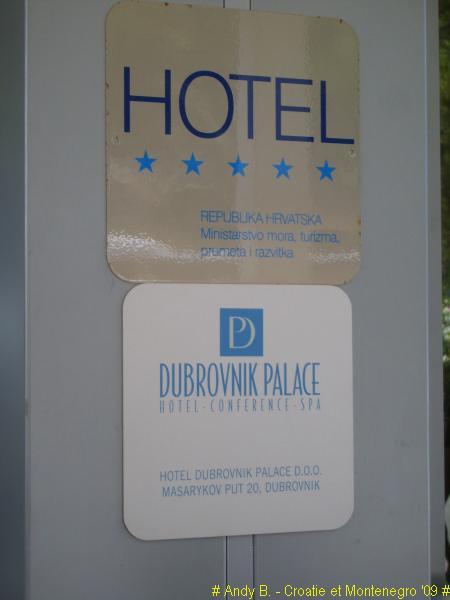 HOTEL
REPUBLIKA HRVATSKA
Ministarstvo mora, turizma,
prometa i razvitka
PD
DUBROVNIK PALACE
HOTEL-CONFERENCE-SPA
HOTEL DUBROVNIK PALACE D.O.O.
MASARYKOV PUT 20, DUBROVNIK
# Andy B. - Croatie et Montenegro '09 #